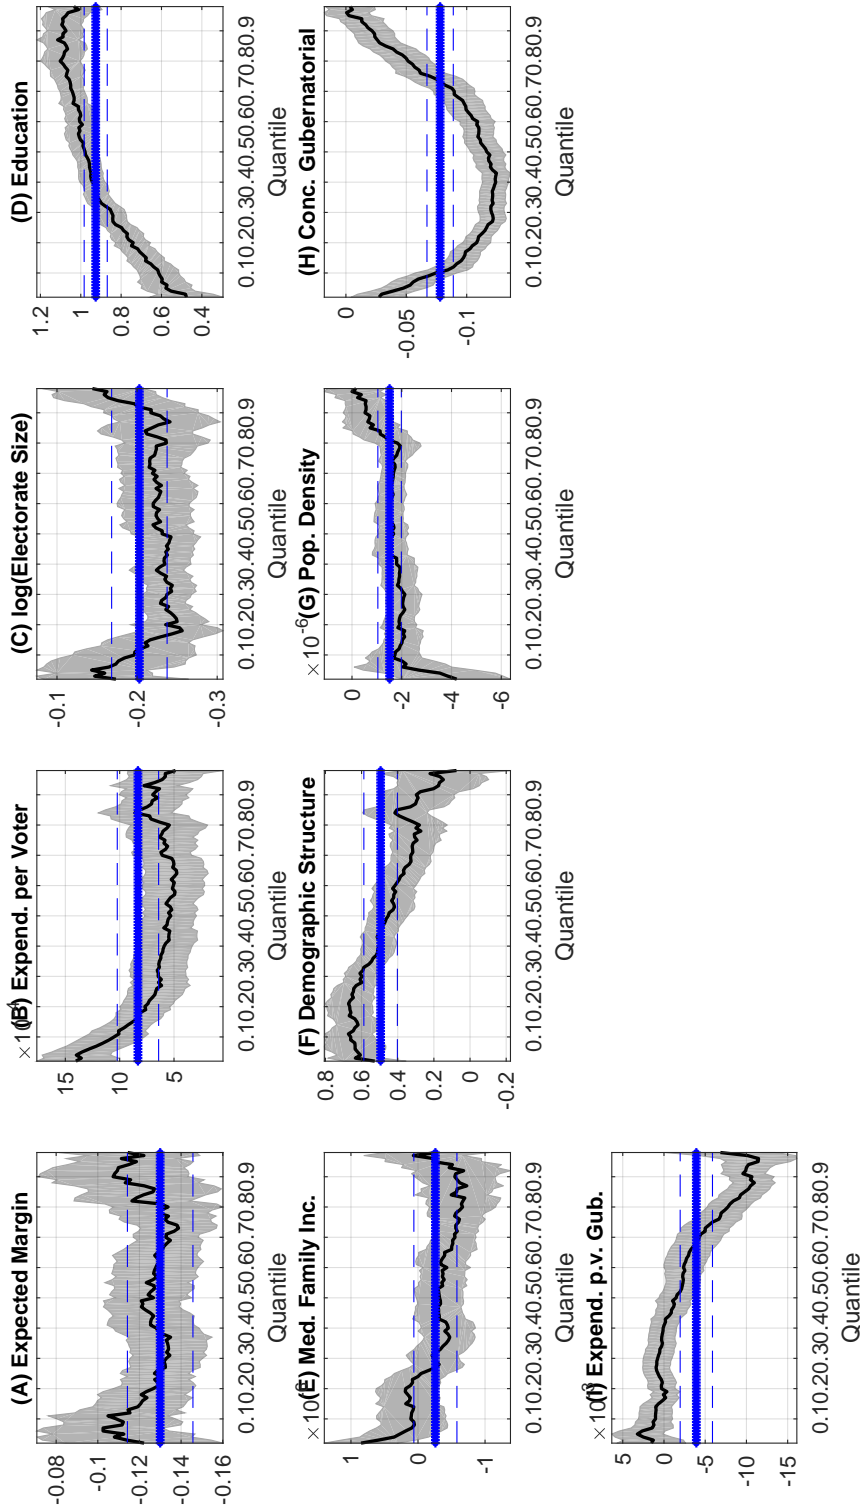 (A) Expected Margin
-0.08
-0.1
-0.12
-0.14
-0.16
0.10.20.30.40.50.60.70.80.9
Quantile
×10
(B) Expend. per Voter
15
10
5
0.10.20.30.40.50.60.70.80.9
Quantile
(C) log(Electorate Size)
-0.1
-0.2
-0.3
0.10.20.30.40.50.60.70.80.9
Quantile
(D) Education
1.2
1
0.8
0.6
0.4
0.10.20.30.40.50.60.70.80.9
Quantile
×10
(E) Med. Family Inc.
1
0
-1
0.10.20.30.40.50.60.70.80.9
Quantile
(F) Demographic Structure
0.8
0.6
0.4
0.2
0
-0.2
0.10.20.30.40.50.60.70.80.9
Quantile
×10-6(G) Pop. Density
0
-2
-4
-6
0.10.20.30.40.50.60.70.80.9
Quantile
(H) Conc. Gubernatorial
0
-0.05
-0.1
0.10.20.30.40.50.60.70.80.9
Quantile
×10
(I) Expend. p.v. Gub.
5
0
-5
-10
-15
0.10.20.30.40.50.60.70.80.9
Quantile